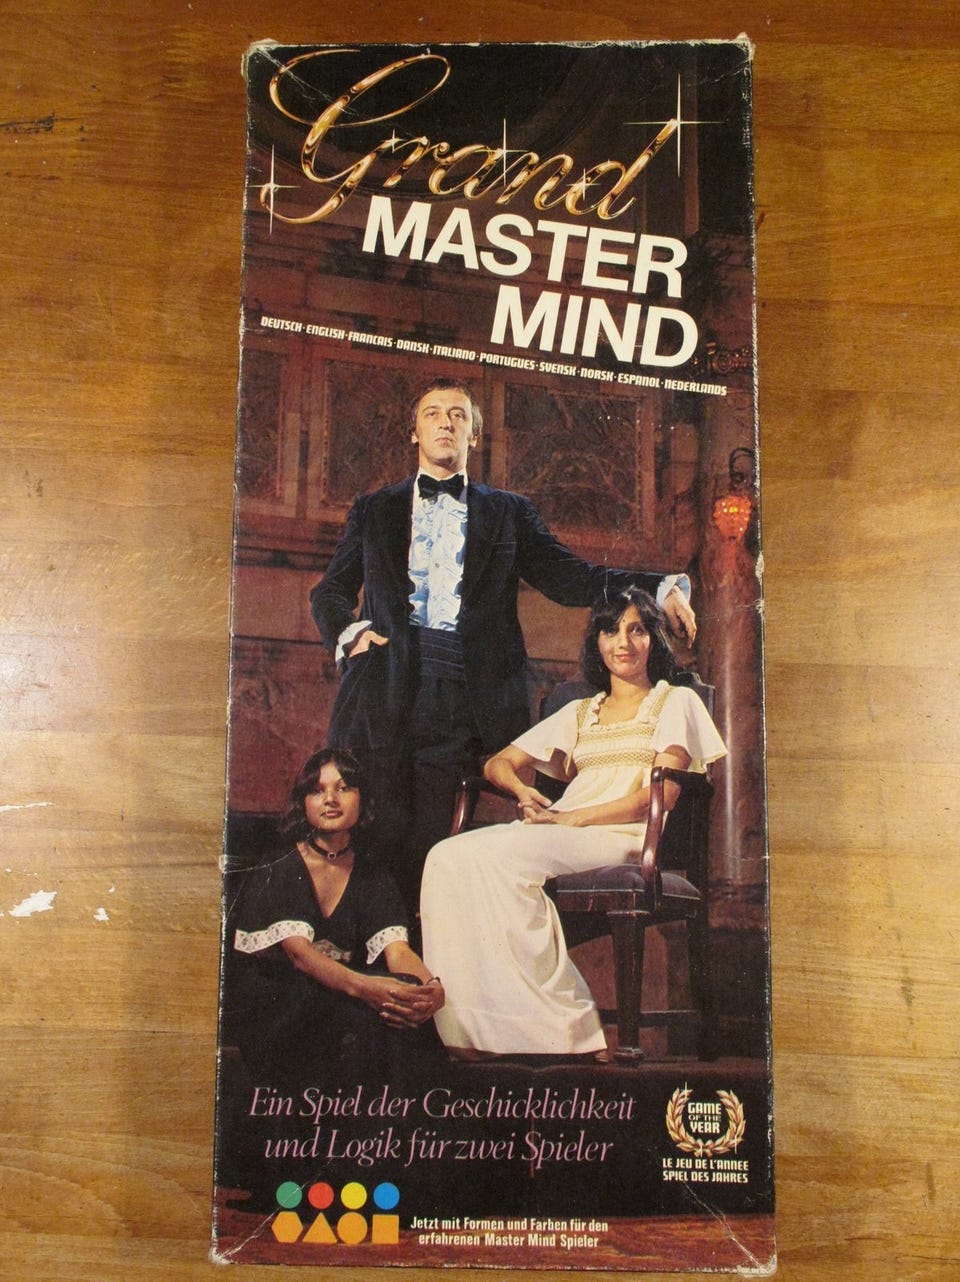 Grand
MASTER
MIND
DEUTSCH·ENGLISH·FRANCAIS·DANSK·ITALIANO·PORTUGUES·SVENSK·NORSK·ESPANOL·NEDERLANDS
Ein Spiel der Geschicklichkeit
und Logik für zwei Spieler
GAME
OF THE
YEAR
LE JEU DE L'ANNEE
SPIEL DES JAHRES
Jetzt mit Formen und Farben für den
erfahrenen Master Mind Spieler